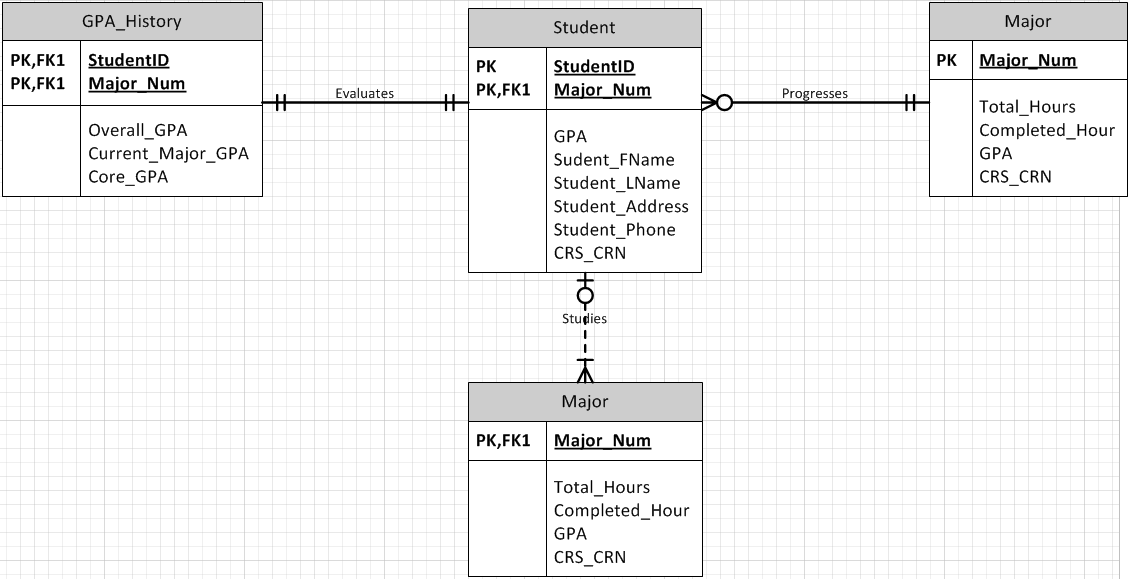 GPA_History
PK,FK1 StudentID
PK,FK1 Major_Num
Overall_GPA
Current_Major_GPA
Core_GPA
Evaluates
Student
PK StudentID
PK,FK1 Major_Num
GPA
Sudent_FName
Student_LName
Student_Address
Student_Phone
CRS_CRN
Progresses
Major
PK Major_Num
Total_Hours
Completed_Hour
GPA
CRS_CRN
Studies
Major
PK,FK1 Major_Num
Total_Hours
Completed_Hour
GPA
CRS_CRN